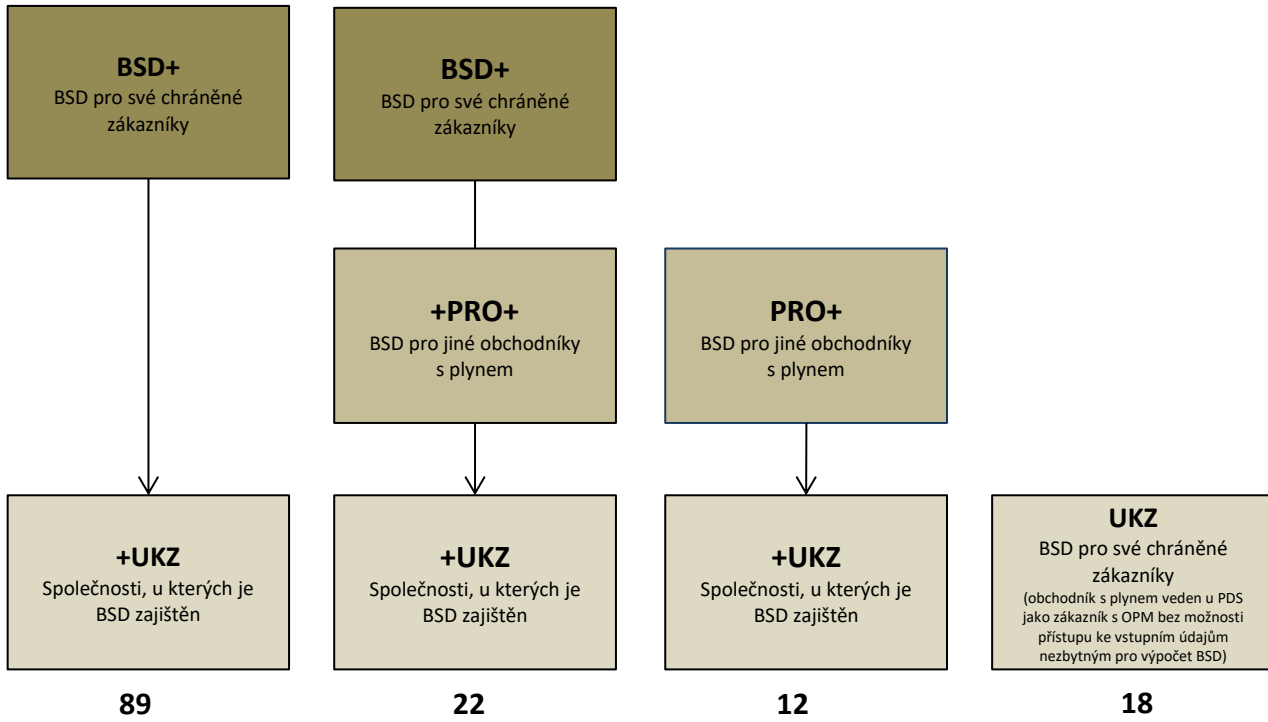 BSD+
BSD pro své chráněné
zákazníky
BSD+
BSD pro své chráněné
zákazníky
+PRO+
BSD pro jiné obchodníky
s plynem
PRO+
BSD pro jiné obchodníky
s plynem
+UKZ
Společnosti, u kterých je
BSD zajištěn
+UKZ
Společnosti, u kterých je
BSD zajištěn
+UKZ
Společnosti, u kterých je
BSD zajištěn
UKZ
BSD pro své chráněné
zákazníky
(obchodník s plynem veden u PDS
jako zákazník s OPM bez možnosti
přístupu ke vstupním údajům
nezbytným pro výpočet BSD)
89
22
12
18